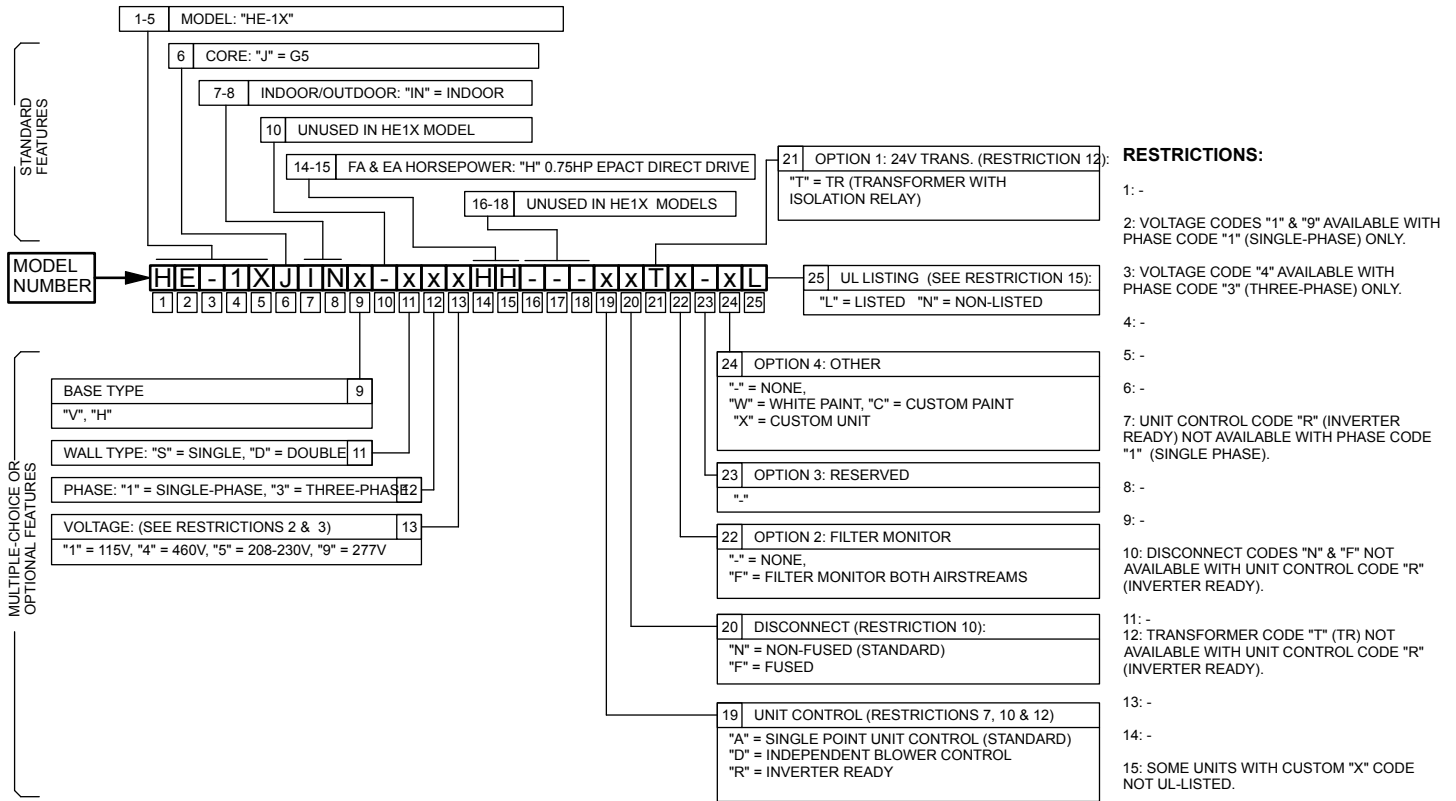 1-5 MODEL: "HE-1X"
6 CORE: "J" = G5
7-8 INDOOR/OUTDOOR: "IN" = INDOOR
10 UNUSED IN HE1X MODEL
14-15 FA & EA HORSEPOWER: "H" 0.75HP EPACT DIRECT DRIVE
16-18 UNUSED IN HE1X MODELS
STANDARD
FEATURES
21 OPTION 1: 24V TRANS. (RESTRICTION 12):
"T" = TR (TRANSFORMER WITH
ISOLATION RELAY)
MODEL
NUMBER
H E - 1 X J I N x - x x x H H - - - x x T x - x L
1 2 3 4 5 6 7 8 9 10 11 12 13 14 15 16 17 18 19 20 21 22 23 24 25
25 UL LISTING (SEE RESTRICTION 15):
"L" = LISTED "N" = NON-LISTED
MULTIPLE-CHOICE OR
OPTIONAL FEATURES
BASE TYPE 9
"V", "H"
WALL TYPE: "S" = SINGLE, "D" = DOUBLE 11
PHASE: "1" = SINGLE-PHASE, "3" = THREE-PHASE 12
VOLTAGE: (SEE RESTRICTIONS 2 & 3) 13
"1" = 115V, "4" = 460V, "5" = 208-230V, "9" = 277V
24 OPTION 4: OTHER
"-" = NONE,
"W" = WHITE PAINT, "C" = CUSTOM PAINT
"X" = CUSTOM UNIT
23 OPTION 3: RESERVED
"-"
22 OPTION 2: FILTER MONITOR
"-" = NONE,
"F" = FILTER MONITOR BOTH AIRSTREAMS
20 DISCONNECT (RESTRICTION 10):
"N" = NON-FUSED (STANDARD)
"F" = FUSED
19 UNIT CONTROL (RESTRICTIONS 7, 10 & 12)
"A" = SINGLE POINT UNIT CONTROL (STANDARD)
"D" = INDEPENDENT BLOWER CONTROL
"R" = INVERTER READY
RESTRICTIONS:
1: -
2: VOLTAGE CODES "1" & "9" AVAILABLE WITH
PHASE CODE "1" (SINGLE-PHASE) ONLY.
3: VOLTAGE CODE "4" AVAILABLE WITH
PHASE CODE "3" (THREE-PHASE) ONLY.
4: -
5: -
6: -
7: UNIT CONTROL CODE "R" (INVERTER
READY) NOT AVAILABLE WITH PHASE CODE
"1" (SINGLE PHASE).
8: -
9: -
10: DISCONNECT CODES "N" & "F" NOT
AVAILABLE WITH UNIT CONTROL CODE "R"
(INVERTER READY).
11: -
12: TRANSFORMER CODE "T" (TR) NOT
AVAILABLE WITH UNIT CONTROL CODE "R"
(INVERTER READY).
13: -
14: -
15: SOME UNITS WITH CUSTOM "X" CODE
NOT UL-LISTED.